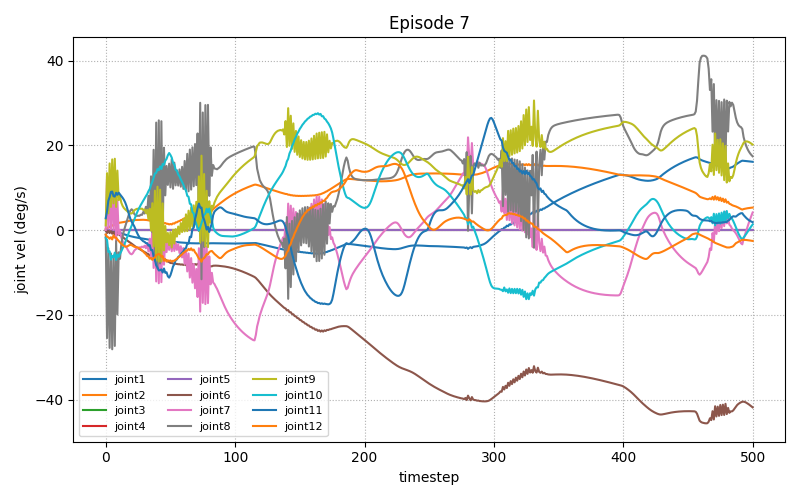 Episode 7
joint vel (deg/s)
40
20
0
−20
−40
joint1 joint5 joint9
joint2 joint6 joint10
joint3 joint7 joint11
joint4 joint8 joint12
0 100 200 300 400 500
timestep